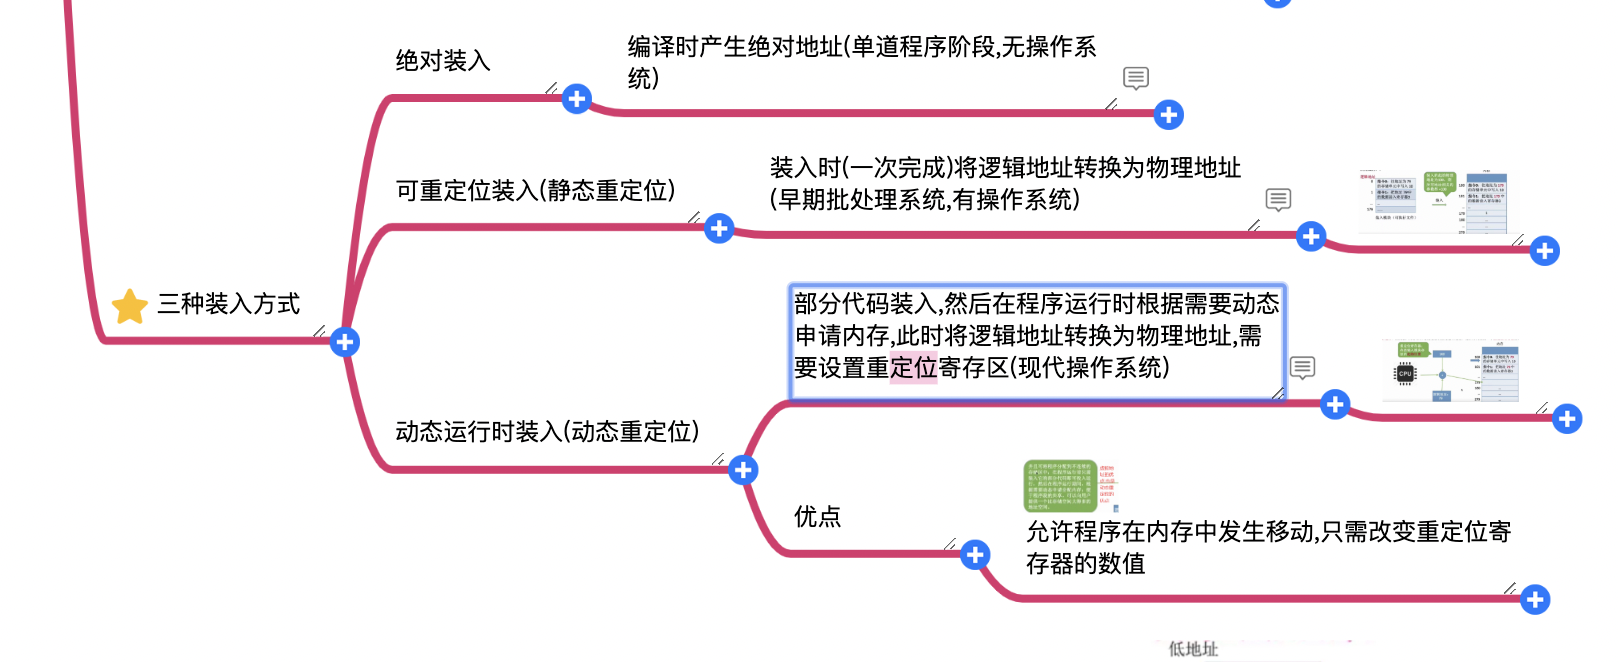 绝对装入
编译时产生绝对地址(单道程序阶段,无操作系
统)
可重定位装入(静态重定位)
装入时(一次完成)将逻辑地址转换为物理地址
(早期批处理系统,有操作系统)
三种装入方式
部分代码装入,然后在程序运行时根据需要动态
申请内存,此时将逻辑地址转换为物理地址,需
要设置重定位寄存区(现代操作系统)
CPU
动态运行时装入(动态重定位)
优点
允许程序在内存中发生移动,只需改变重定位寄
存器的数值
低地址